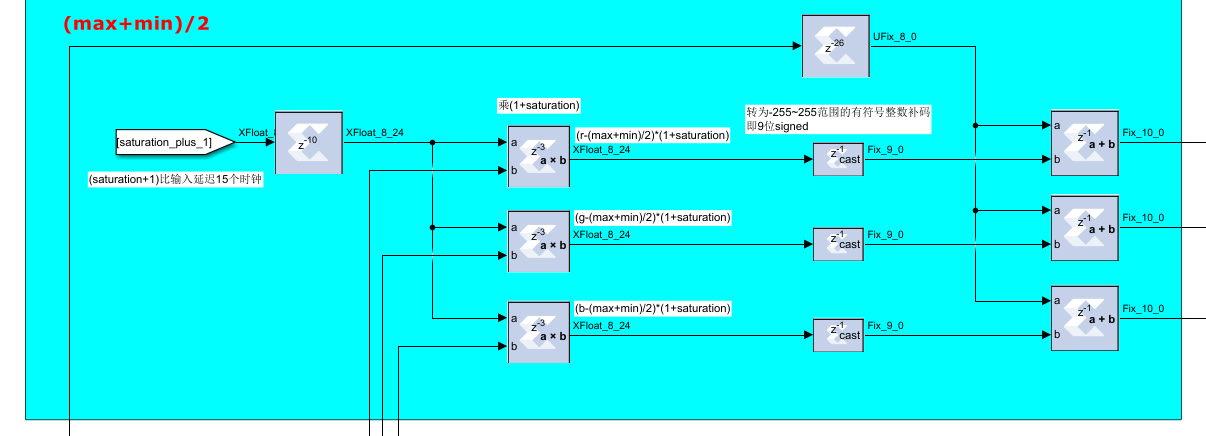 (max+min)/2
z-26
UFix_8_0
乘(1+saturation)
转为-255~255范围的有符号整数补码
即9位signed
[saturation_plus_1]
XFloat_8
z-10
XFloat_8_24
(saturation+1)比输入延迟15个时钟
a
b
z-3
a × b
(r-(max+min)/2)*(1+saturation)
XFloat_8_24
z-1
cast
Fix_9_0
a
b
z-1
a + b
Fix_10_0
a
b
z-3
a × b
(g-(max+min)/2)*(1+saturation)
XFloat_8_24
z-1
cast
Fix_9_0
a
b
z-1
a + b
Fix_10_0
a
b
z-3
a × b
(b-(max+min)/2)*(1+saturation)
XFloat_8_24
z-1
cast
Fix_9_0
a
b
z-1
a + b
Fix_10_0